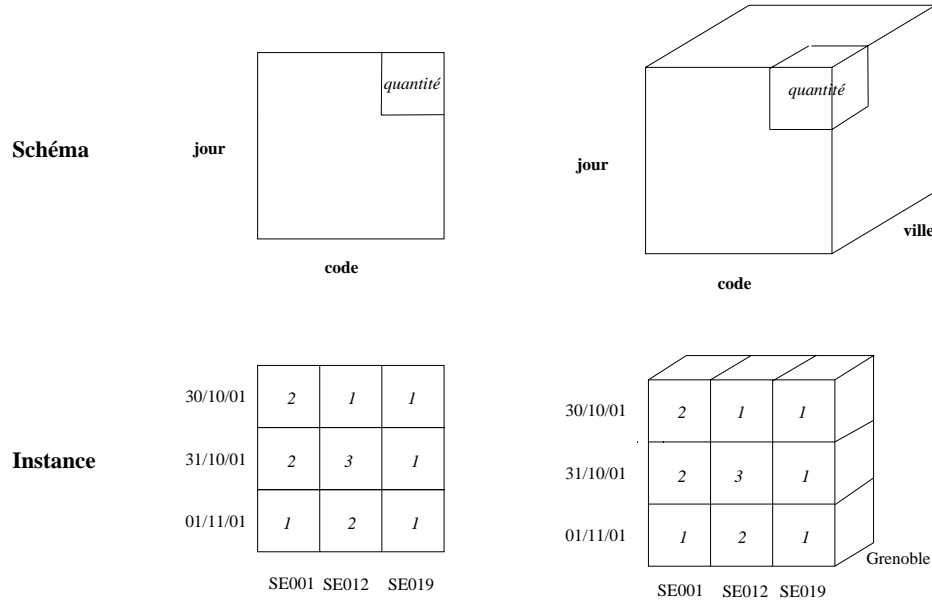 quantité
Schéma
jour
code
quantité
jour
ville
code
Instance
30/10/01 2 1 1
31/10/01 2 3 1
01/11/01 1 2 1
SE001 SE012 SE019
30/10/01 2 1 1
31/10/01 2 3 1
01/11/01 1 2 1
Grenoble
SE001 SE012 SE019